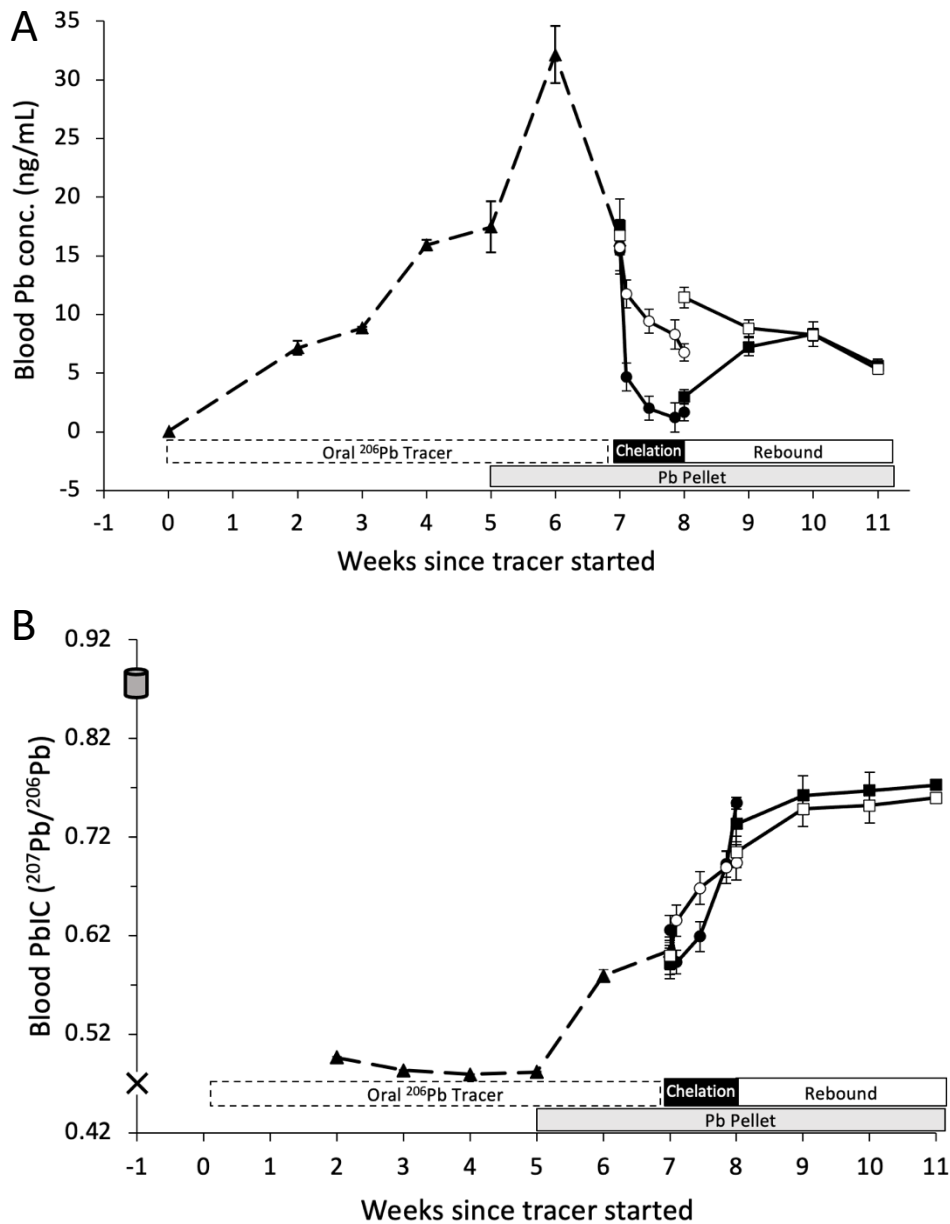 A
35
30
25
20
15
10
5
0
-5
Blood Pb conc. (ng/mL)
Oral ²⁰⁶Pb Tracer
Chelation
Rebound
Pb Pellet
-1 0 1 2 3 4 5 6 7 8 9 10 11
Weeks since tracer started
B
0.92
0.82
0.72
0.62
0.52
0.42
Blood PbIC (²⁰⁷Pb/²⁰⁶Pb)
Oral ²⁰⁶Pb Tracer
Chelation
Rebound
Pb Pellet
-1 0 1 2 3 4 5 6 7 8 9 10 11
Weeks since tracer started